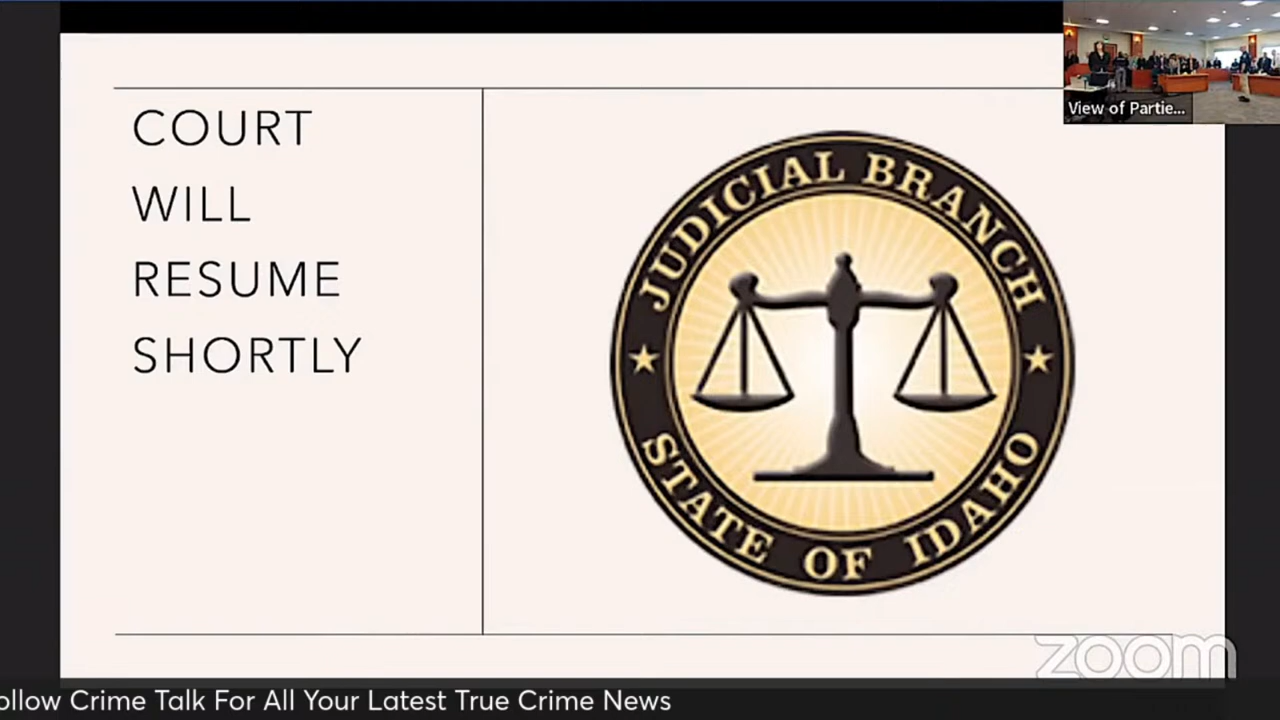 COURT
WILL
RESUME
SHORTLY
View of Partie...
JUDICIAL BRANCH
STATE OF IDAHO
zoom
ollow Crime Talk For All Your Latest True Crime News